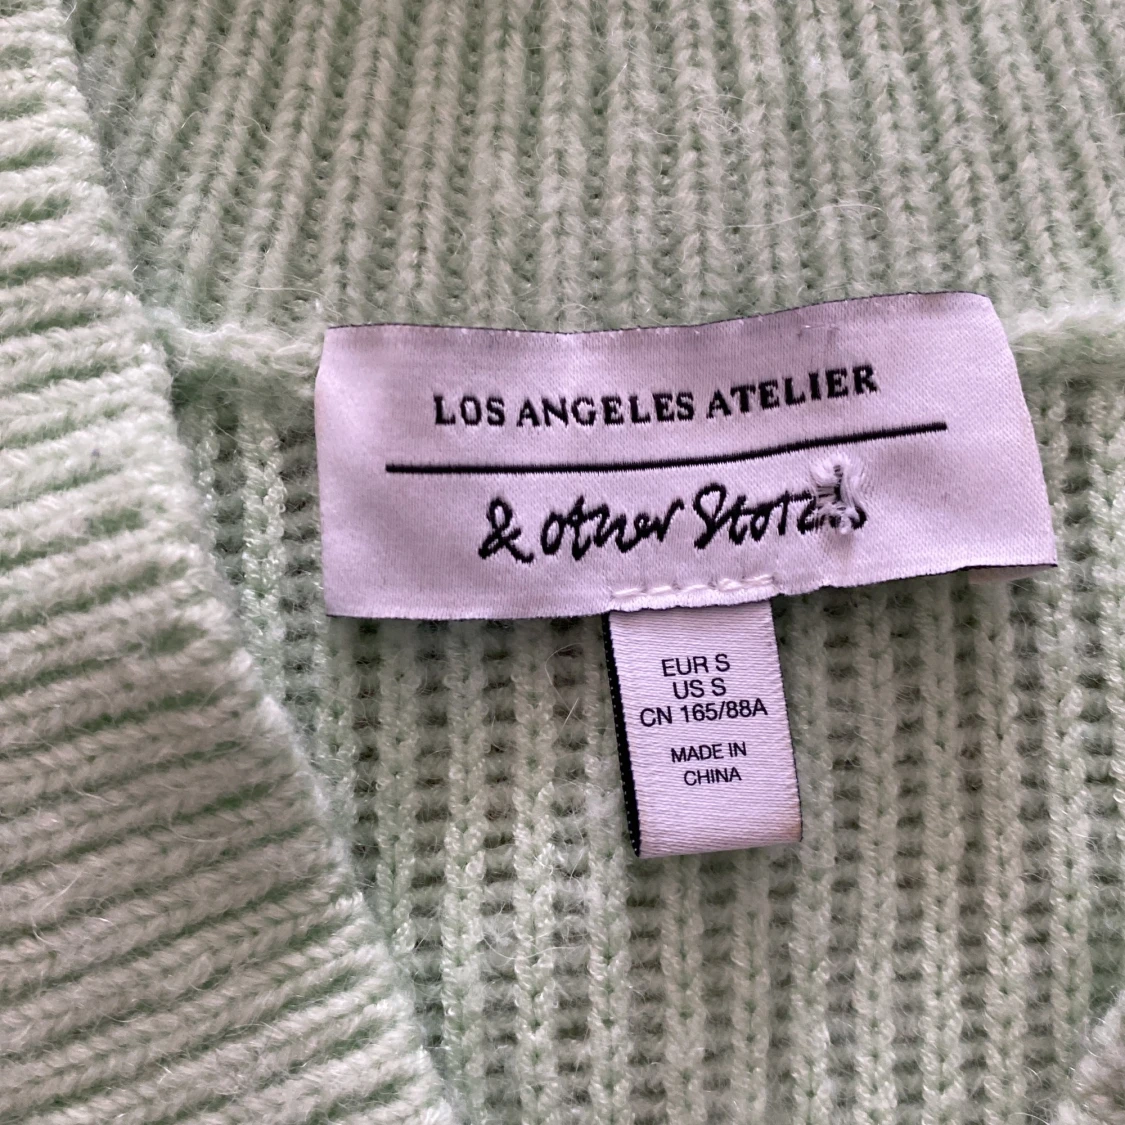 LOS ANGELES ATELIER
& other Stories
EUR S
US S
CN 165/88A
MADE IN
CHINA